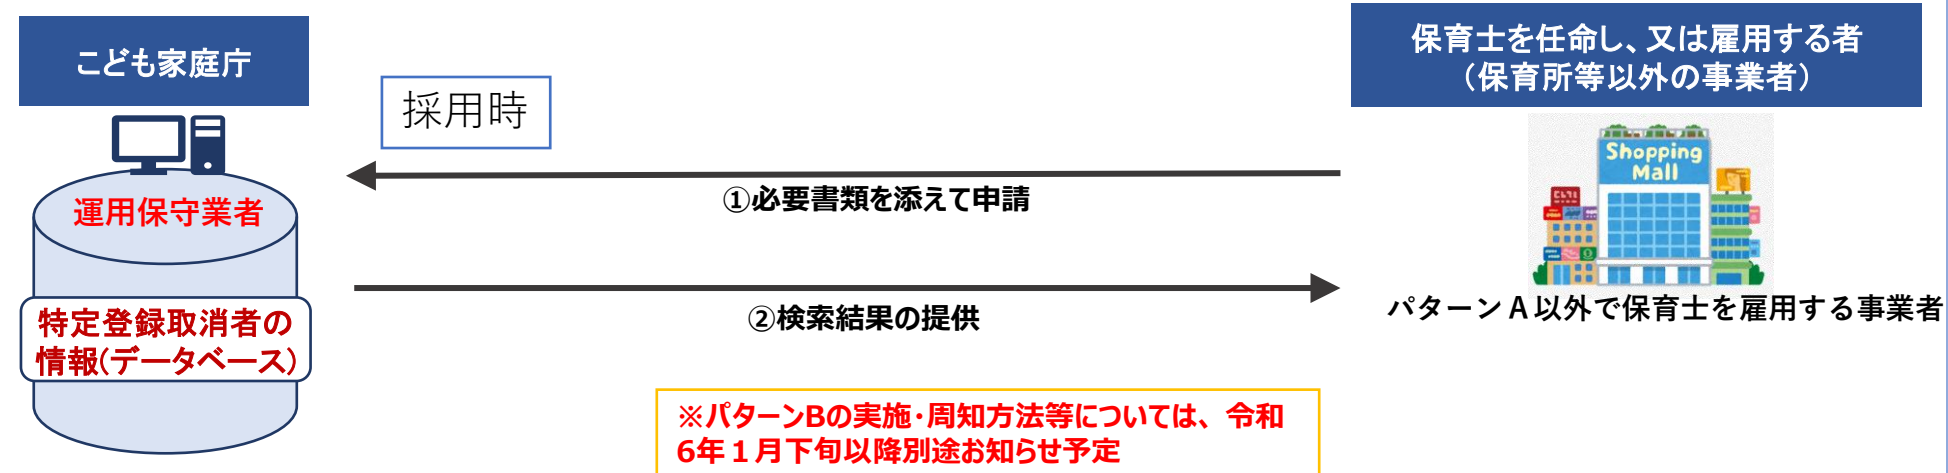 こども家庭庁
運用保守業者
特定登録取消者の
情報(データベース)
採用時
①必要書類を添えて申請
②検索結果の提供
※パターンBの実施・周知方法等については、令和
6年１月下旬以降別途お知らせ予定
保育士を任命し、又は雇用する者
（保育所等以外の事業者）
Shopping
Mall
パターンＡ以外で保育士を雇用する事業者